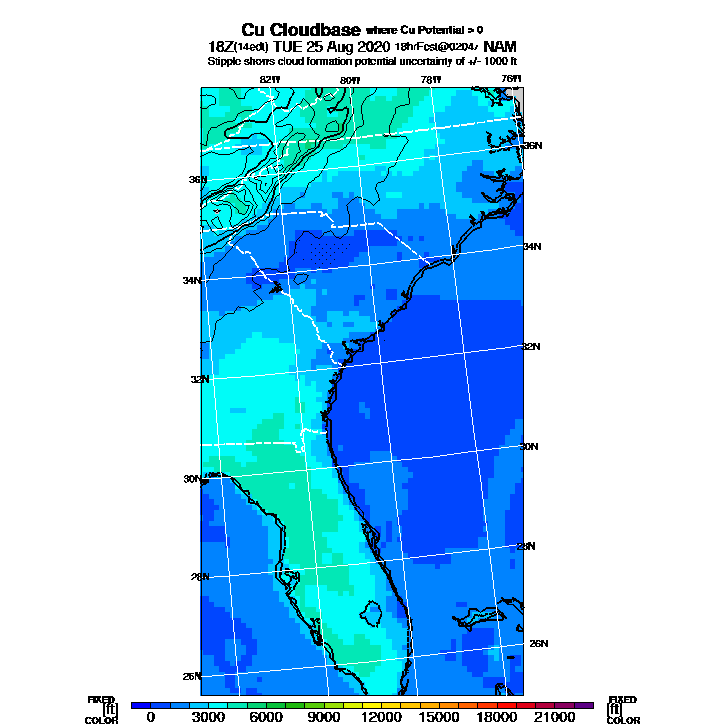 Cu Cloudbase where Cu Potential > 0
18Z(14edt) TUE 25 Aug 2020 18hrFcst@0204z NAM
Stipple shows cloud formation potential uncertainty of +/- 1000 ft
82W 80W 78W 76W
36N
36N
34N
34N
32N
32N
30N
30N
28N
28N
26N
26N
FIXED FIXED
[ft] [ft]
COLOR COLOR
0 3000 6000 9000 12000 15000 18000 21000